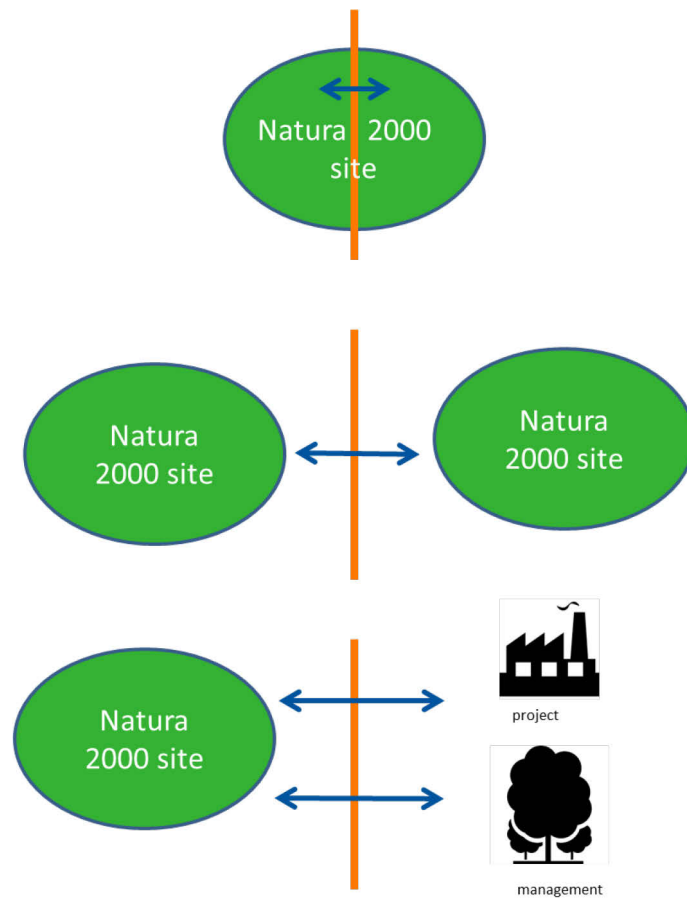 Natura 2000
site
Natura
2000 site
Natura
2000 site
Natura
2000 site
project
management